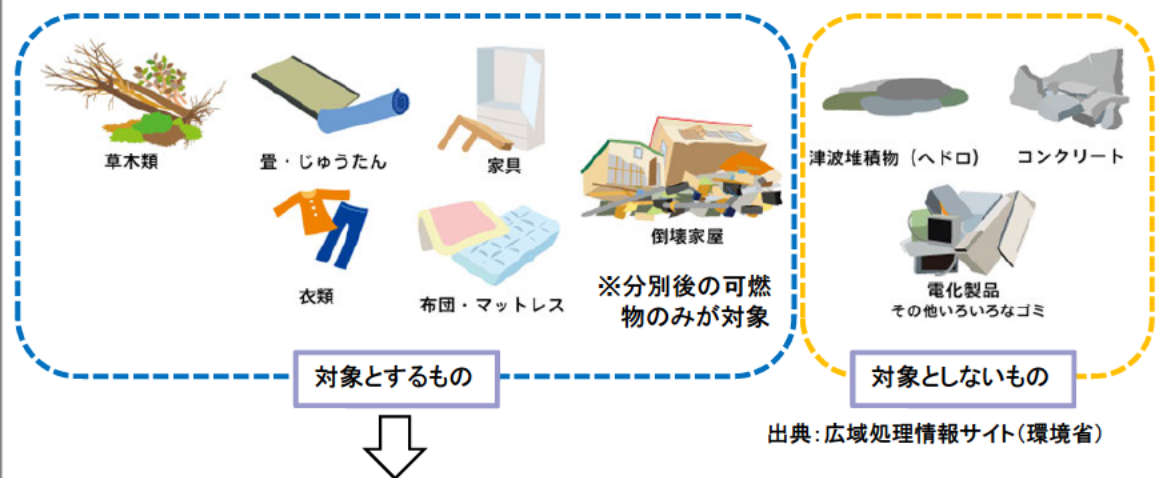 草木類
畳・じゅうたん
家具
衣類
布団・マットレス
倒壊家屋
※分別後の可燃
物のみが対象
対象とするもの
津波堆積物（ヘドロ）
コンクリート
電化製品
その他いろいろなゴミ
対象としないもの
出典：広域処理情報サイト（環境省）